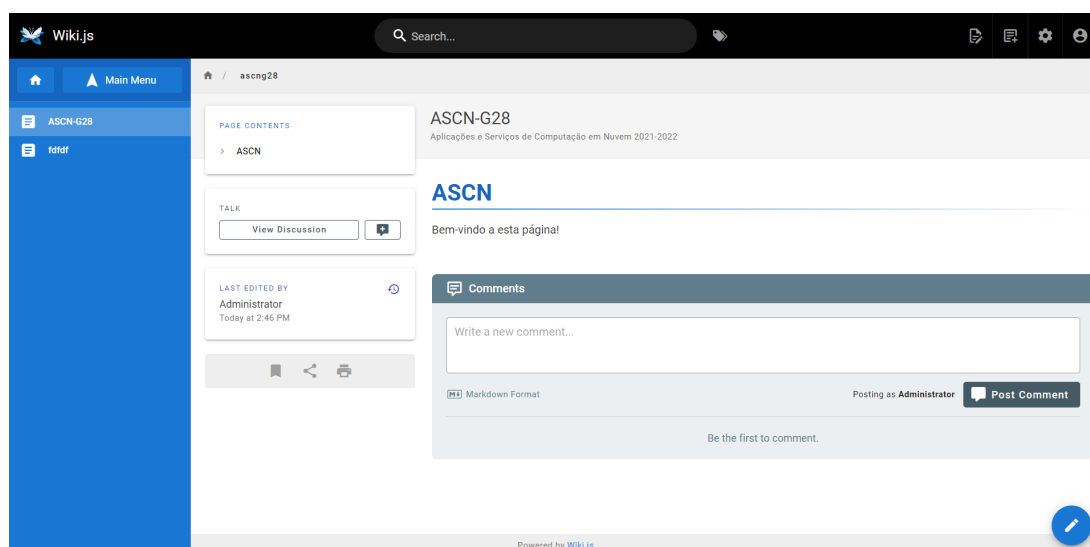 Wiki.js
Search...
Main Menu
ASCN-G28
fdfdf
/ ascng28
PAGE CONTENTS
> ASCN
TALK
View Discussion
LAST EDITED BY
Administrator
Today at 2:46 PM
ASCN-G28
Aplicações e Serviços de Computação em Nuvem 2021-2022
ASCN
Bem-vindo a esta página!
Comments
Write a new comment...
M Markdown Format
Posting as Administrator
Post Comment
Be the first to comment.
Powered by Wiki.js